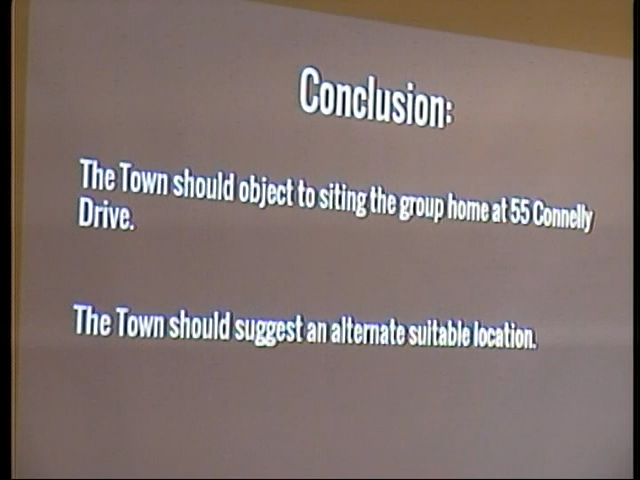 Conclusion:
The Town should object to siting the group home at 55 Connelly
Drive.
The Town should suggest an alternate suitable location.